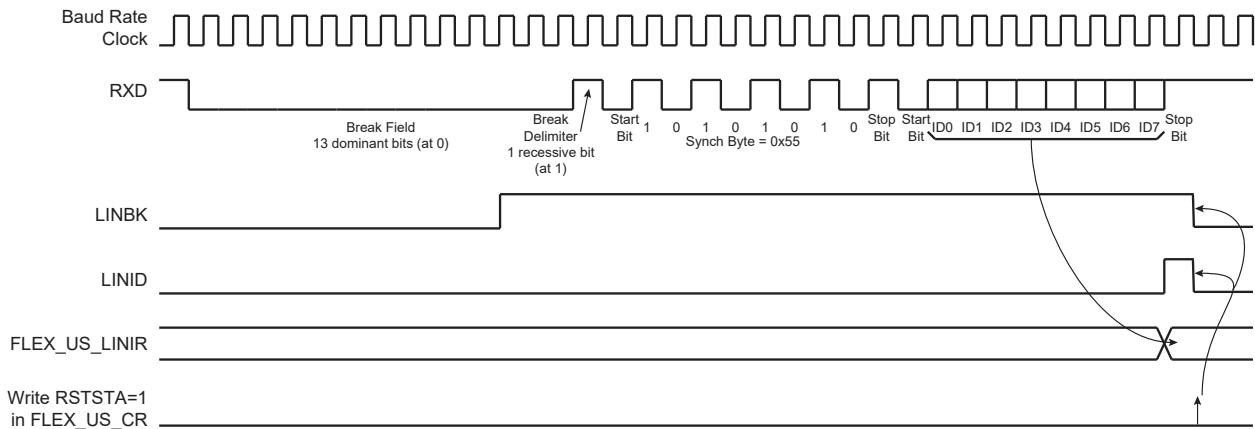 Baud Rate
Clock
RXD
Break Field
13 dominant bits (at 0)
Break
Delimiter
1 recessive bit
(at 1)
Start
Bit
1 0 1 0 1 0 1 0
Synch Byte = 0x55
Stop
Bit
Start
Bit
ID0 ID1 ID2 ID3 ID4 ID5 ID6 ID7
Stop
Bit
LINBK
LINID
FLEX_US_LINIR
Write RSTSTA=1
in FLEX_US_CR